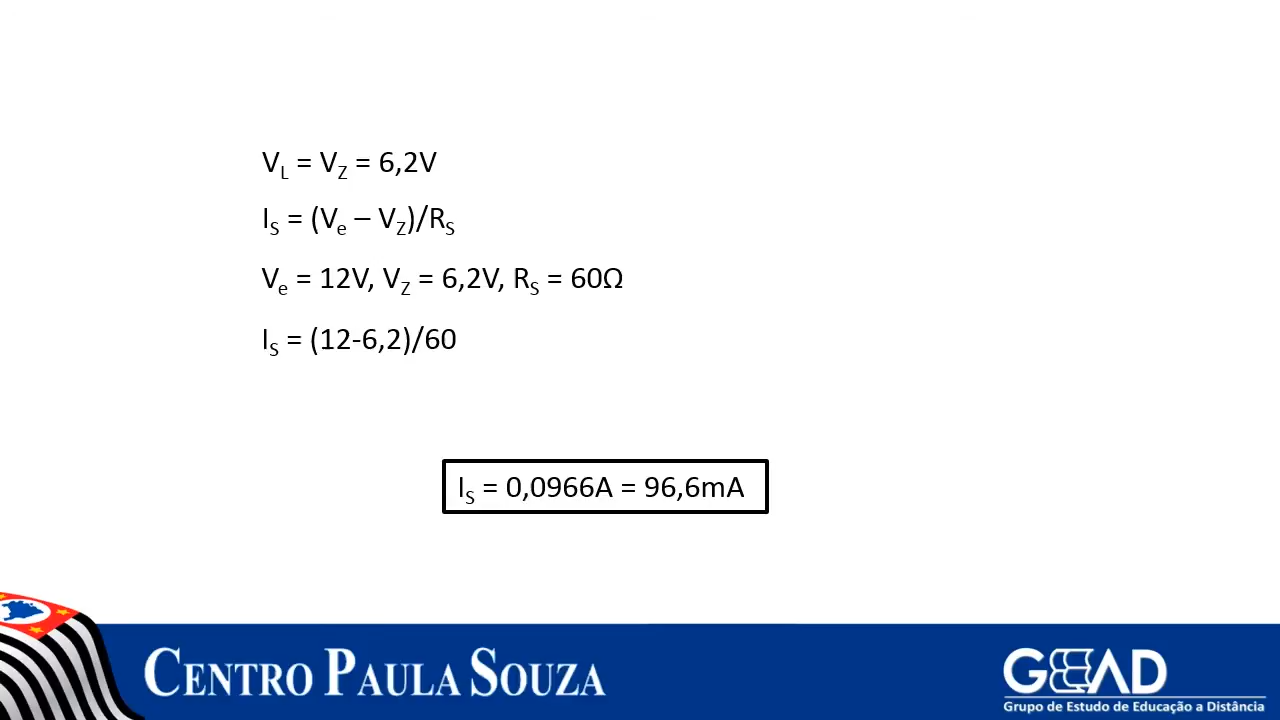 VL = VZ = 6,2V
IS = (Ve – VZ)/RS
Ve = 12V, VZ = 6,2V, RS = 60Ω
IS = (12-6,2)/60
IS = 0,0966A = 96,6mA
CENTRO PAULA SOUZA
GEEAD
Grupo de Estudo de Educação a Distância